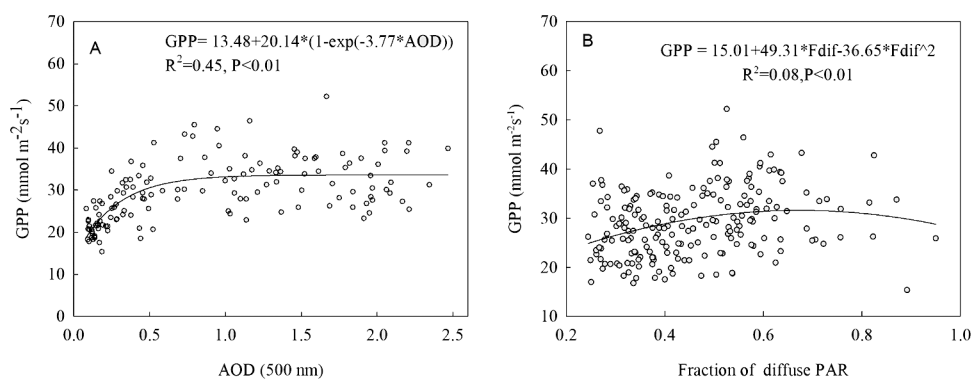 A
GPP= 13.48+20.14*(1-exp(-3.77*AOD))
R²=0.45, P<0.01
GPP (mmol m⁻²s⁻¹)
70
60
50
40
30
20
10
0
0.0 0.5 1.0 1.5 2.0 2.5
AOD (500 nm)
B
GPP = 15.01+49.31*Fdif-36.65*Fdif^2
R²=0.08,P<0.01
GPP (mmol m⁻²s⁻¹)
70
60
50
40
30
20
10
0.2 0.4 0.6 0.8 1.0
Fraction of diffuse PAR